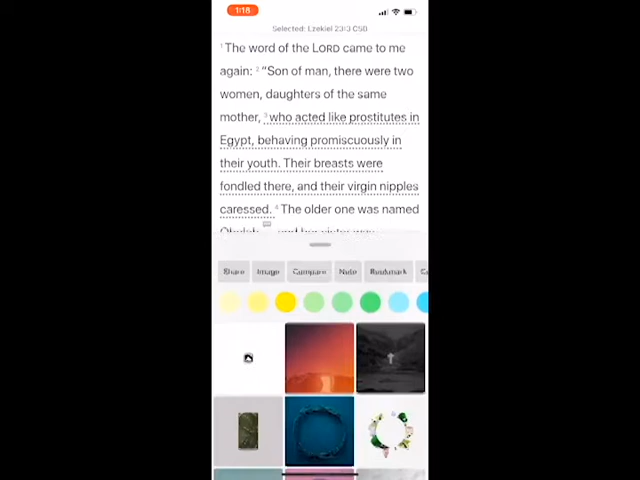 1:18
Selected: Ezekiel 23:3 CSB
1 The word of the LORD came to me
again: 2 "Son of man, there were two
women, daughters of the same
mother, 3 who acted like prostitutes in
Egypt, behaving promiscuously in
their youth. Their breasts were
fondled there, and their virgin nipples
caressed. 4 The older one was named
Share Image Compare Note Bookmark